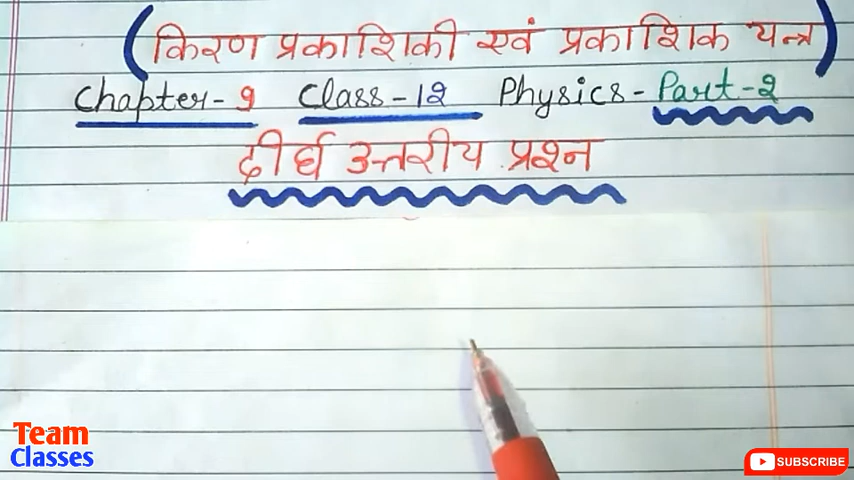 (किरण प्रकाशिकी एवं प्रकाशिक यन्त्र)
Chapter-9 Class-12 Physics-Part-2
दीर्घ उत्तरीय प्रश्न
Team
Classes
SUBSCRIBE